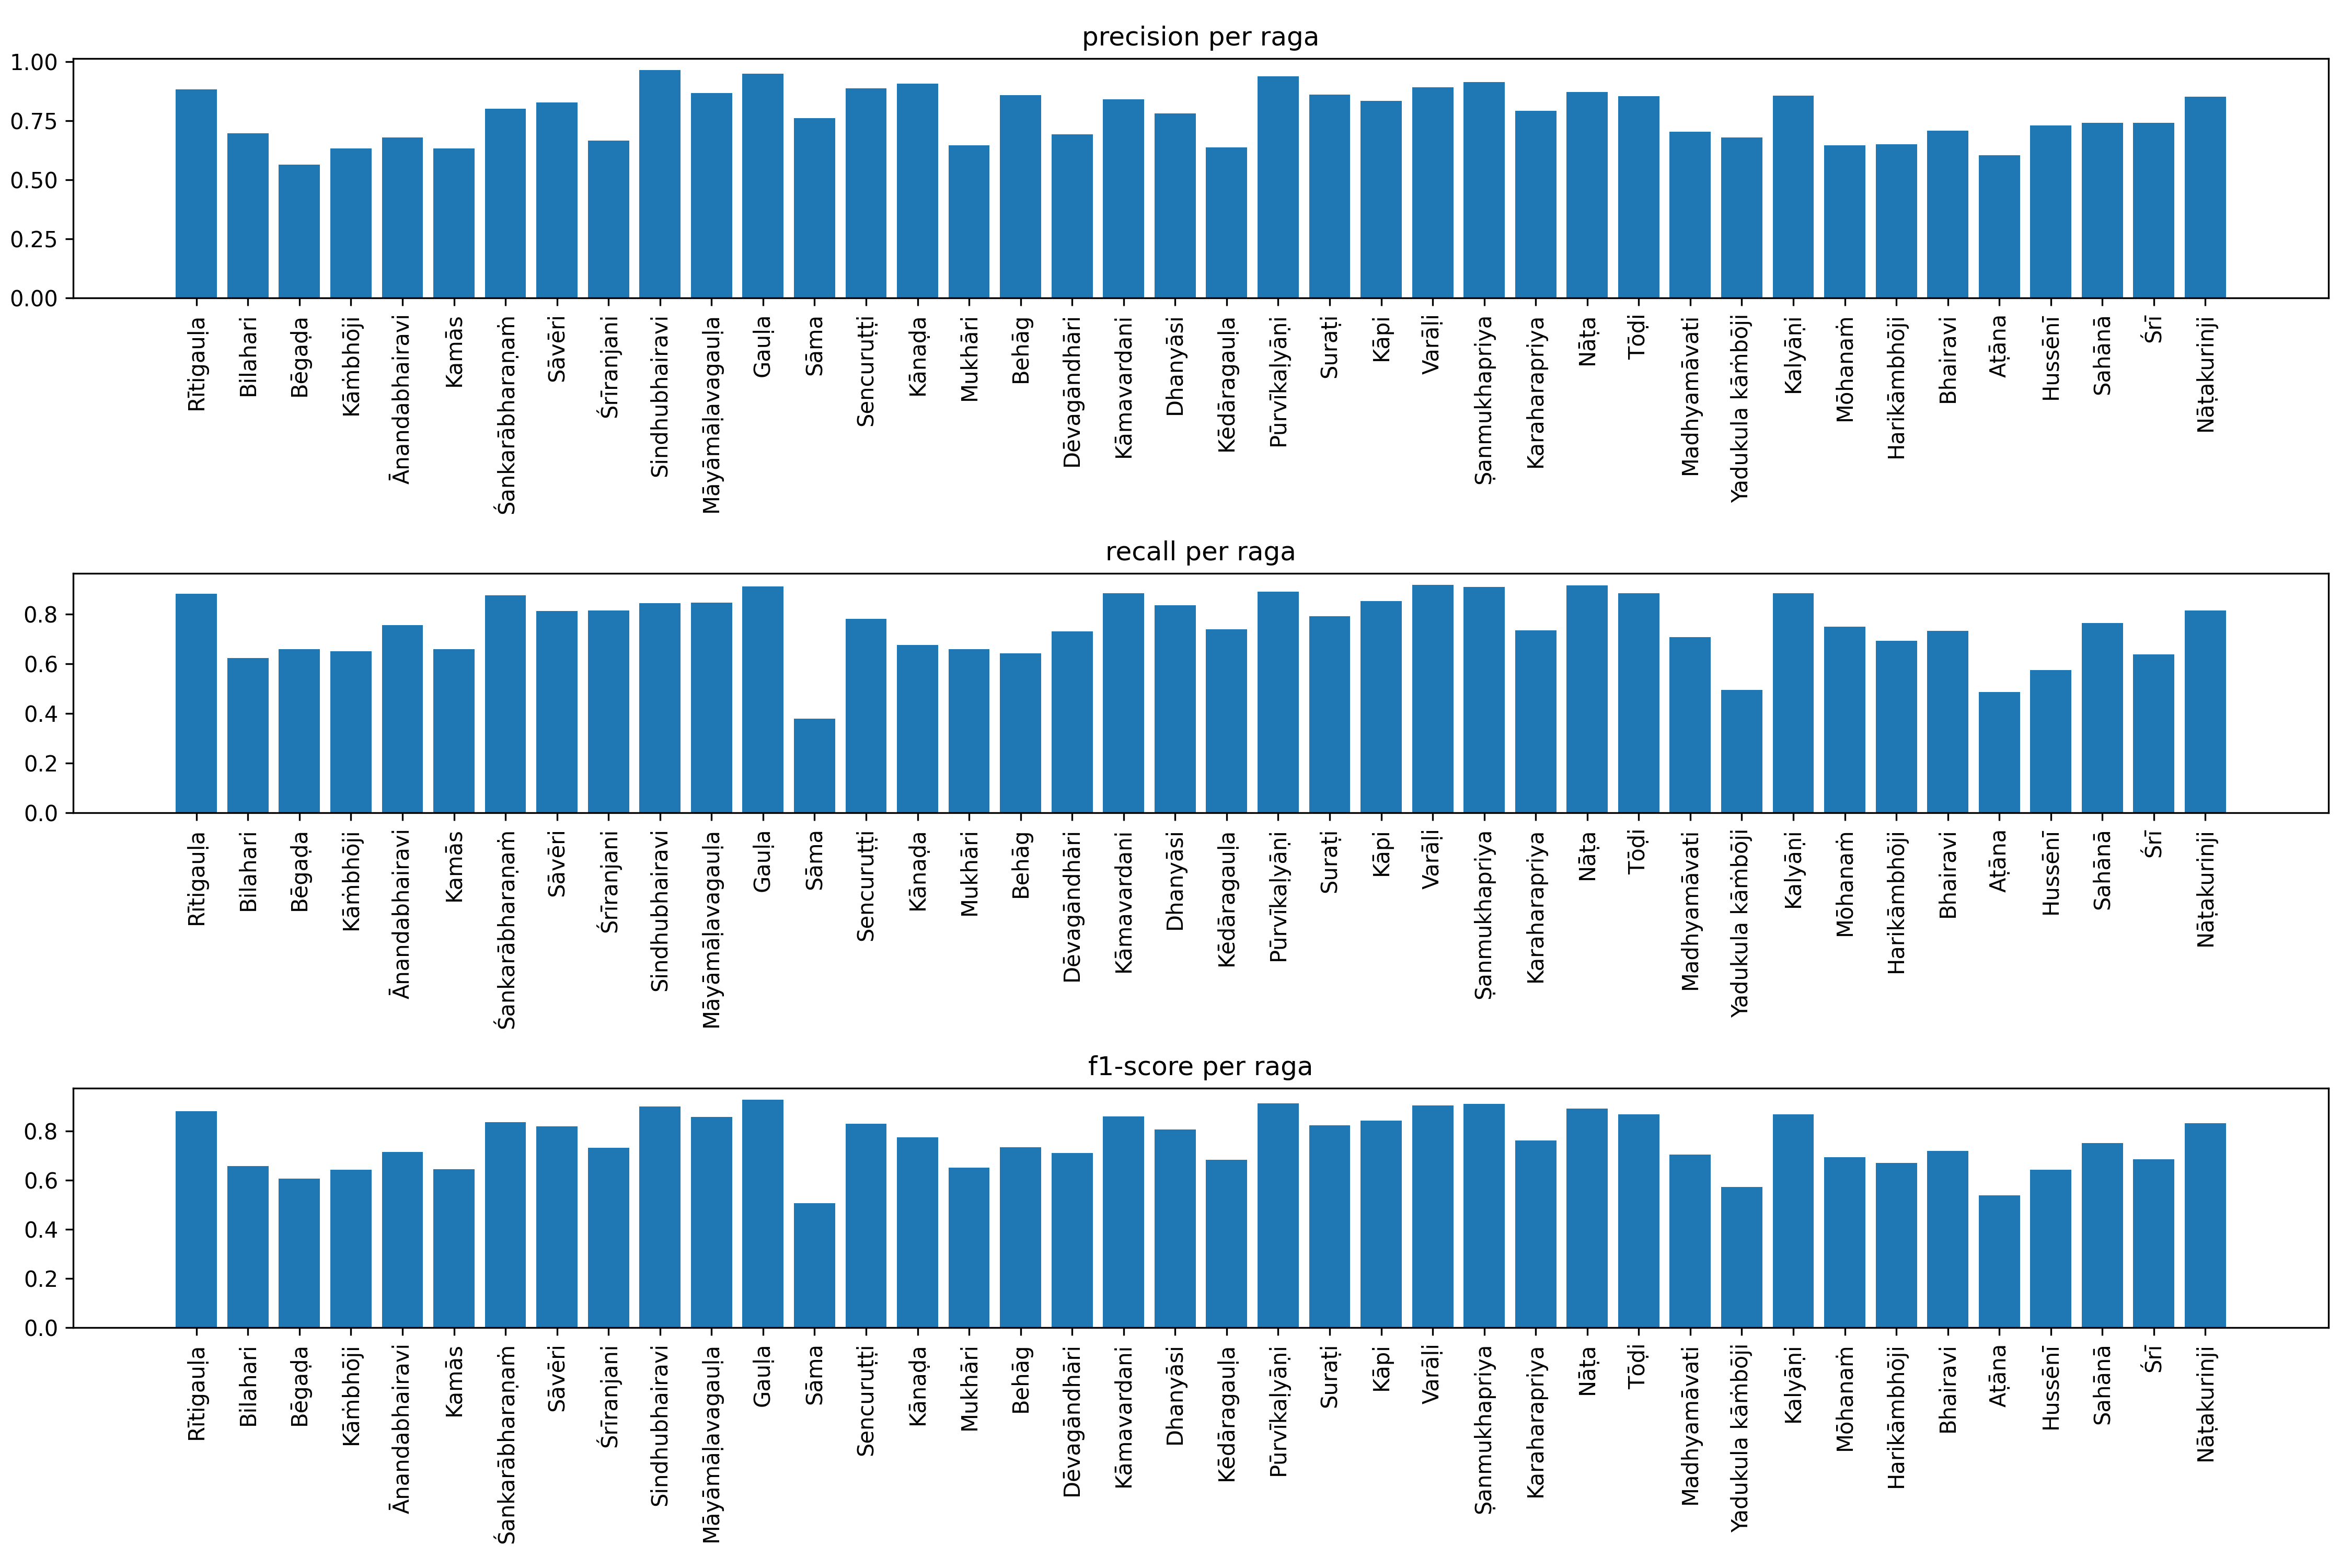 precision per raga
1.00
0.75
0.50
0.25
0.00
Rītigauḷa
Bilahari
Bēgaḍa
Kāṁbhōji
Ānandabhairavi
Kamās
Śankarābharaṇaṁ
Sāvēri
Śrīranjani
Sindhubhairavi
Māyāmāḷavagauḷa
Gauḷa
Sāma
Sencuruṭṭi
Kānaḍa
Mukhāri
Behāg
Dēvagāndhāri
Kāmavardani
Dhanyāsi
Kēdāragauḷa
Pūrvīkaḷyāṇi
Suraṭi
Kāpi
Varāḷi
Ṣanmukhapriya
Karaharapriya
Nāṭa
Tōḍi
Madhyamāvati
Yadukula kāṁbōji
Kalyāṇi
Mōhanaṁ
Harikāmbhōji
Bhairavi
Aṭāna
Hussēnī
Sahānā
Śrī
Nāṭakurinji
recall per raga
0.8
0.6
0.4
0.2
0.0
Rītigauḷa
Bilahari
Bēgaḍa
Kāṁbhōji
Ānandabhairavi
Kamās
Śankarābharaṇaṁ
Sāvēri
Śrīranjani
Sindhubhairavi
Māyāmāḷavagauḷa
Gauḷa
Sāma
Sencuruṭṭi
Kānaḍa
Mukhāri
Behāg
Dēvagāndhāri
Kāmavardani
Dhanyāsi
Kēdāragauḷa
Pūrvīkaḷyāṇi
Suraṭi
Kāpi
Varāḷi
Ṣanmukhapriya
Karaharapriya
Nāṭa
Tōḍi
Madhyamāvati
Yadukula kāṁbōji
Kalyāṇi
Mōhanaṁ
Harikāmbhōji
Bhairavi
Aṭāna
Hussēnī
Sahānā
Śrī
Nāṭakurinji
f1-score per raga
0.8
0.6
0.4
0.2
0.0
Rītigauḷa
Bilahari
Bēgaḍa
Kāṁbhōji
Ānandabhairavi
Kamās
Śankarābharaṇaṁ
Sāvēri
Śrīranjani
Sindhubhairavi
Māyāmāḷavagauḷa
Gauḷa
Sāma
Sencuruṭṭi
Kānaḍa
Mukhāri
Behāg
Dēvagāndhāri
Kāmavardani
Dhanyāsi
Kēdāragauḷa
Pūrvīkaḷyāṇi
Suraṭi
Kāpi
Varāḷi
Ṣanmukhapriya
Karaharapriya
Nāṭa
Tōḍi
Madhyamāvati
Yadukula kāṁbōji
Kalyāṇi
Mōhanaṁ
Harikāmbhōji
Bhairavi
Aṭāna
Hussēnī
Sahānā
Śrī
Nāṭakurinji